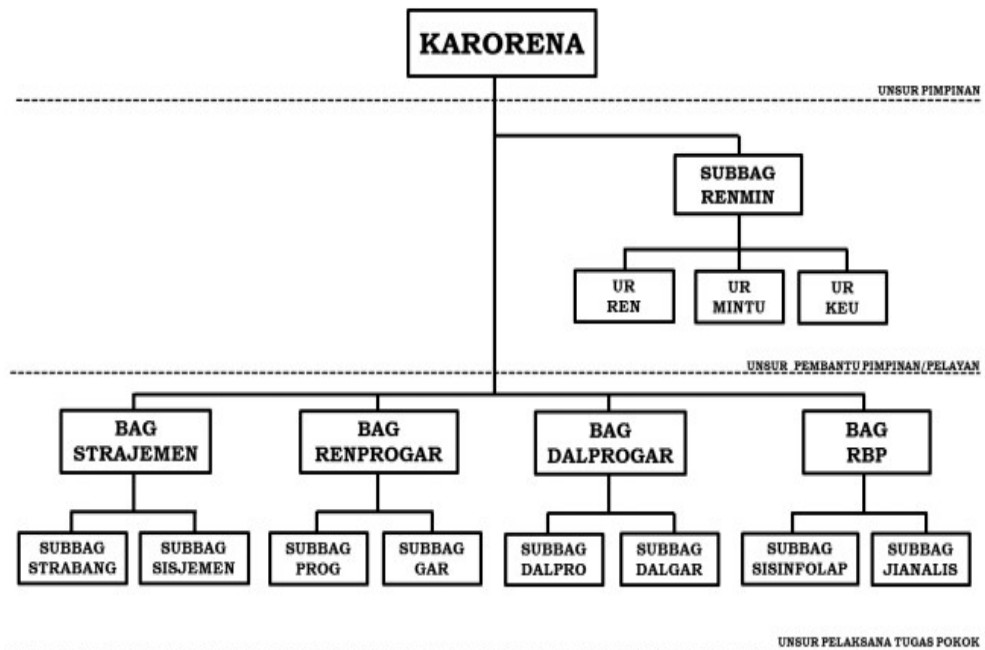 KARORENA
UNSUR PIMPINAN
SUBBAG
RENMIN
UR
REN
UR
MINTU
UR
KEU
UNSUR PEMBANTU PIMPINAN/PELAYAN
BAG
STRAJEMEN
BAG
RENPROGAR
BAG
DALPROGAR
BAG
RBP
SUBBAG
STRABANG
SUBBAG
SISJEMEN
SUBBAG
PROG
SUBBAG
GAR
SUBBAG
DALPRO
SUBBAG
DALGAR
SUBBAG
SISINFOLAP
SUBBAG
JIANALIS
UNSUR PELAKSANA TUGAS POKOK